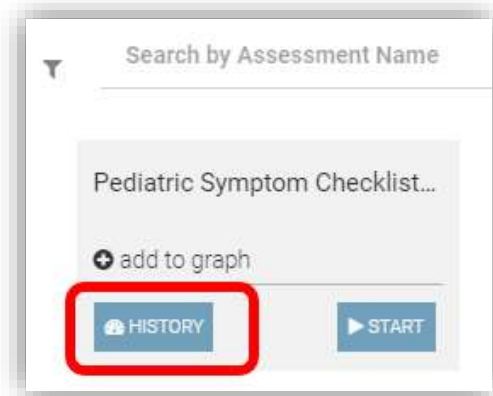 Search by Assessment Name
Pediatric Symptom Checklist...
add to graph
HISTORY
START